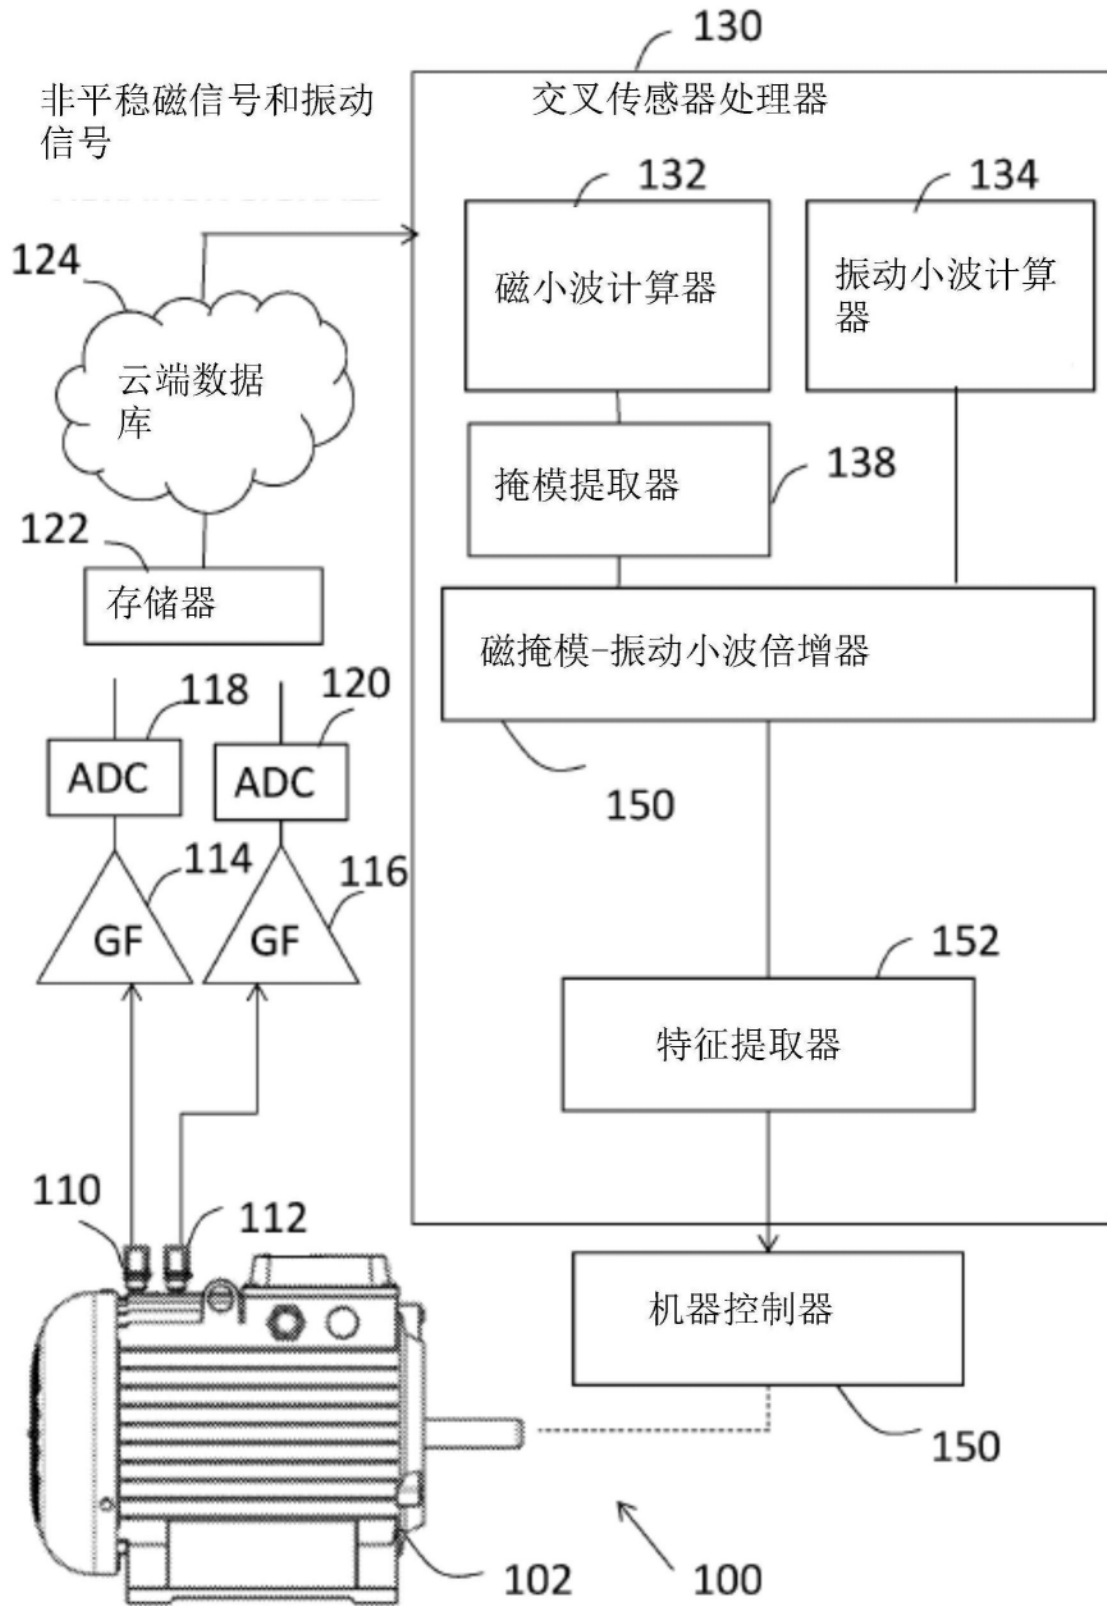 130
非平稳磁信号和振动
信号
交叉传感器处理器
132
134
124
磁小波计算器
振动小波计算
器
云端数据
库
138
掩模提取器
122
存储器
磁掩模-振动小波倍增器
118
120
ADC
ADC
150
114
116
GF
GF
152
特征提取器
110
112
机器控制器
150
102
100